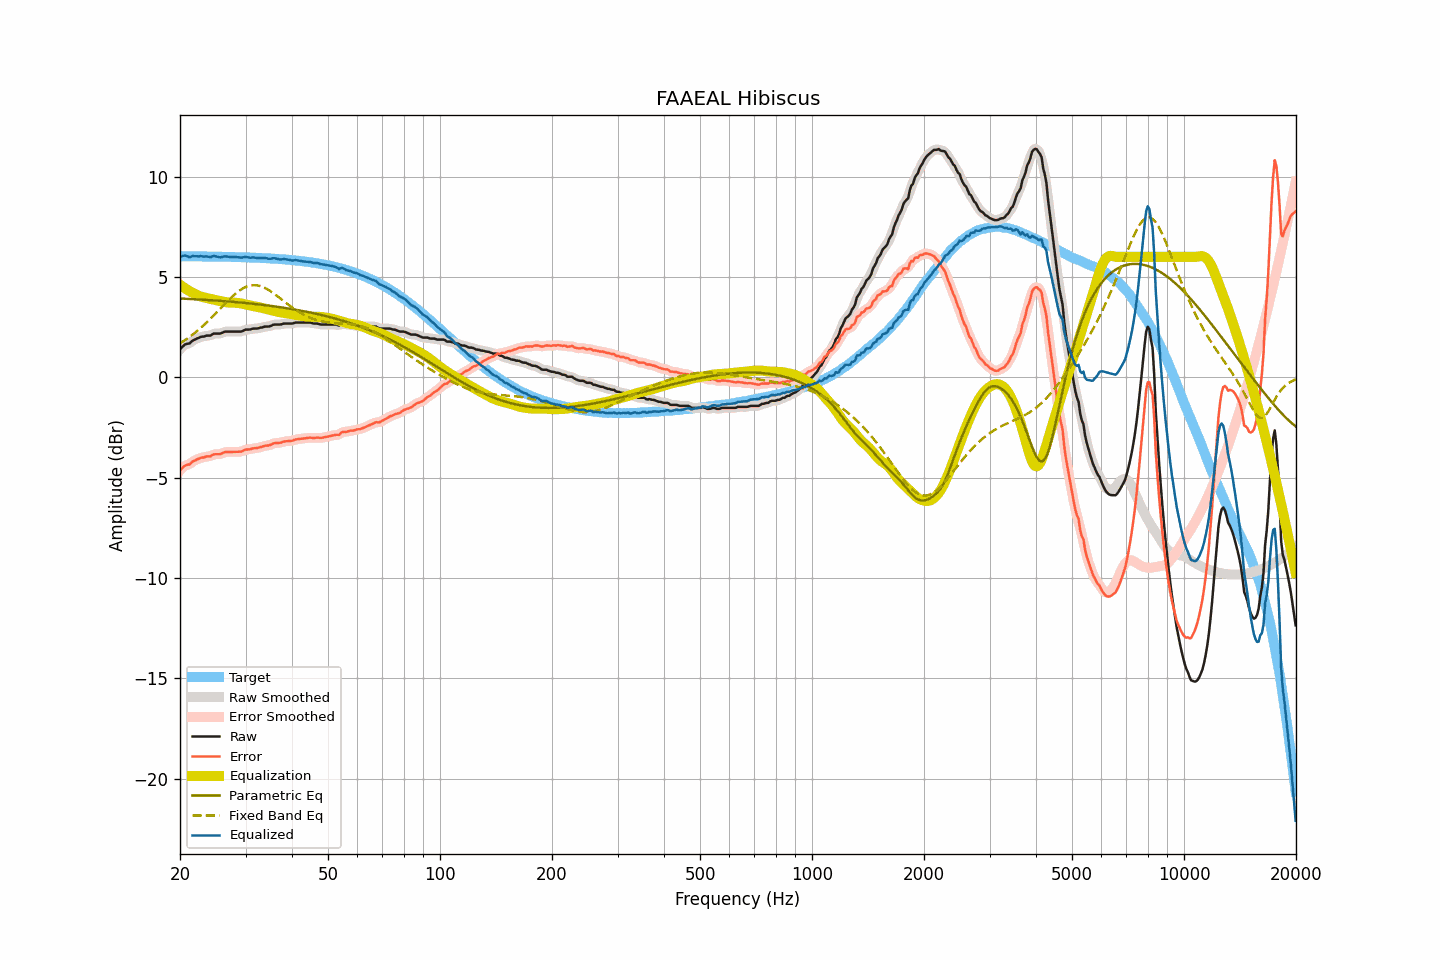 FAAEAL Hibiscus
Amplitude (dBr)
10
5
0
−5
−10
−15
−20
Target
Raw Smoothed
Error Smoothed
Raw
Error
Equalization
Parametric Eq
Fixed Band Eq
Equalized
20 50 100 200 500 1000 2000 5000 10000 20000
Frequency (Hz)